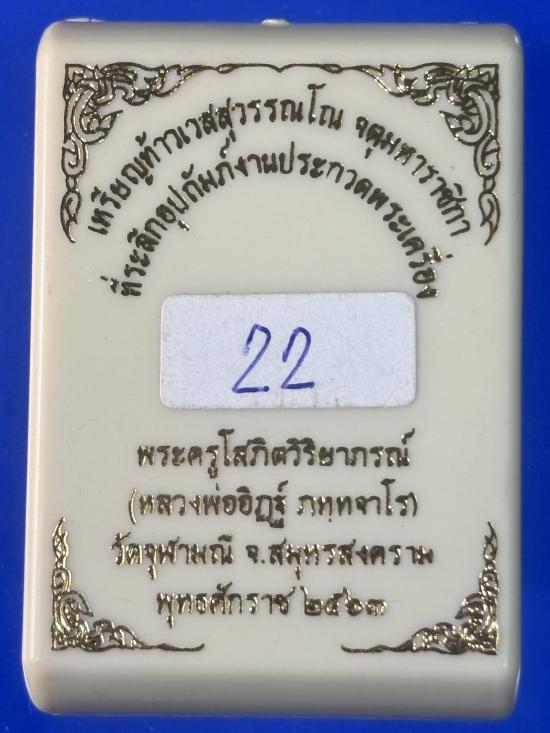 เหรียญท้าวเวสสุวรรณโณ จตุมหาราชิกา
ที่ระลึกอุปถัมภ์งานประกวดพระเครื่อง
22
พระครูโสภิตวิริยาภรณ์
(หลวงพ่ออิฏฐ์ ภทฺทจาโร)
วัดจุฬามณี จ.สมุทรสงคราม
พุทธศักราช ๒๕๖๓